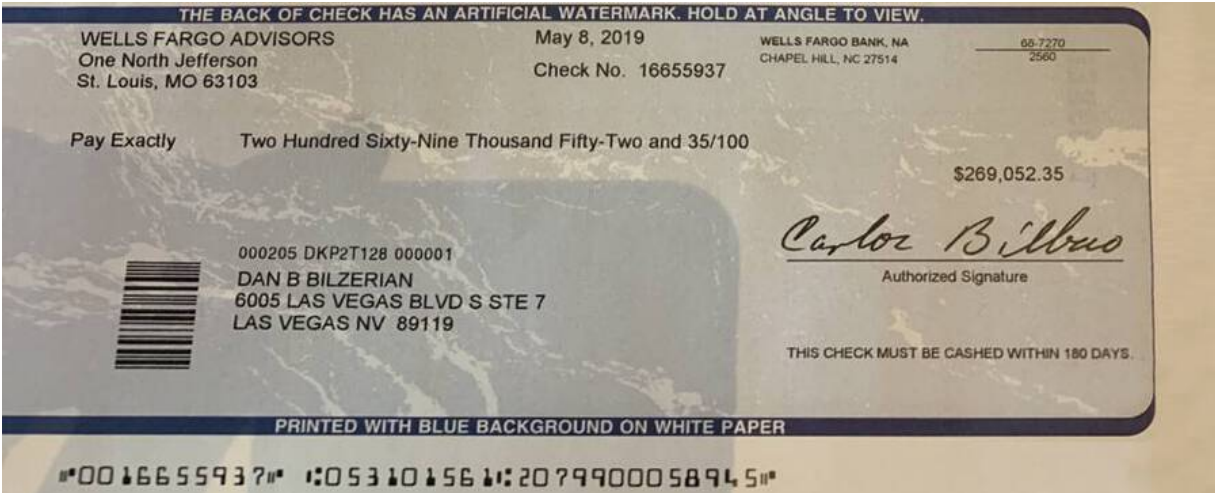 THE BACK OF CHECK HAS AN ARTIFICIAL WATERMARK. HOLD AT ANGLE TO VIEW.
WELLS FARGO ADVISORS
One North Jefferson
St. Louis, MO 63103
May 8, 2019
Check No. 16655937
WELLS FARGO BANK, NA
CHAPEL HILL, NC 27514
66-7270
2560
Pay Exactly Two Hundred Sixty-Nine Thousand Fifty-Two and 35/100
$269,052.35
Carlos Bilbao
Authorized Signature
000205 DKP2T128 000001
DAN B BILZERIAN
6005 LAS VEGAS BLVD S STE 7
LAS VEGAS NV 89119
THIS CHECK MUST BE CASHED WITHIN 180 DAYS.
PRINTED WITH BLUE BACKGROUND ON WHITE PAPER
⑈0016655937⑈ ⑆053101561⑆2079900058945⑈